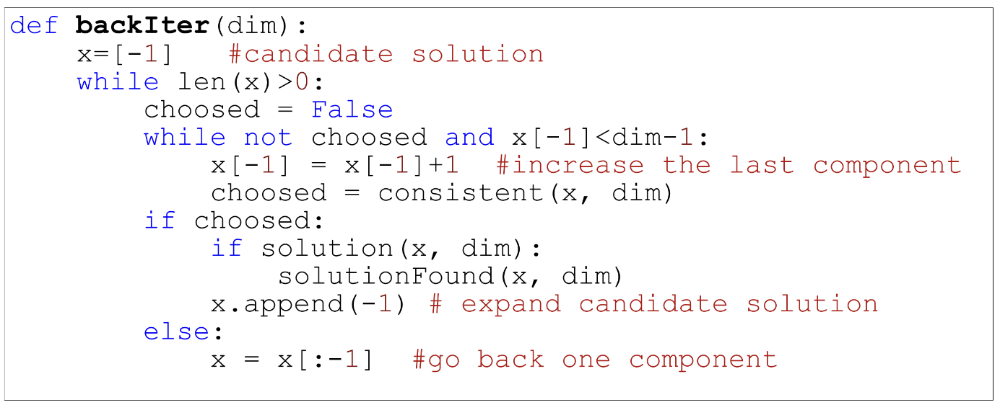 def backIter(dim):
    x=[-1]   #candidate solution
    while len(x)>0:
        choosed = False
        while not choosed and x[-1]<dim-1:
            x[-1] = x[-1]+1  #increase the last component
            choosed = consistent(x, dim)
        if choosed:
            if solution(x, dim):
                solutionFound(x, dim)
            x.append(-1) # expand candidate solution
        else:
            x = x[:-1]  #go back one component